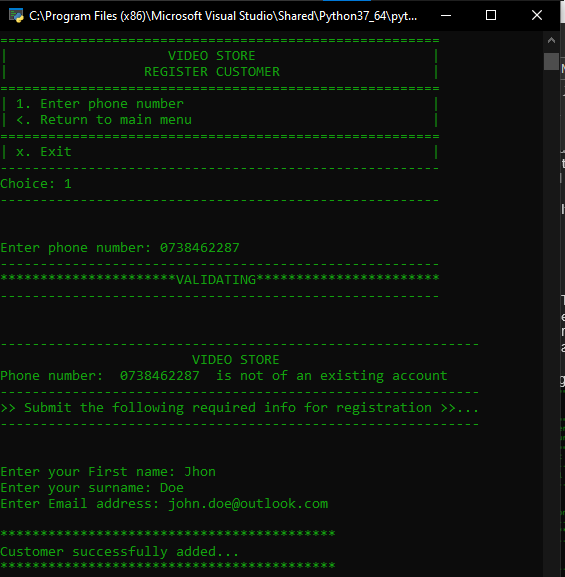 C:\Program Files (x86)\Microsoft Visual Studio\Shared\Python37_64\pyt...
=======================================================
| VIDEO STORE |
| REGISTER CUSTOMER |
=======================================================
| 1. Enter phone number |
| <. Return to main menu |
=======================================================
| x. Exit |
-------------------------------------------------------
Choice: 1
-------------------------------------------------------
Enter phone number: 0738462287
-------------------------------------------------------
**********************VALIDATING***********************
-------------------------------------------------------
------------------------------------------------------------
VIDEO STORE
Phone number:  0738462287  is not of an existing account
------------------------------------------------------------
>> Submit the following required info for registration >>...
------------------------------------------------------------
Enter your First name: Jhon
Enter your surname: Doe
Enter Email address: john.doe@outlook.com
******************************************
Customer successfully added...
******************************************